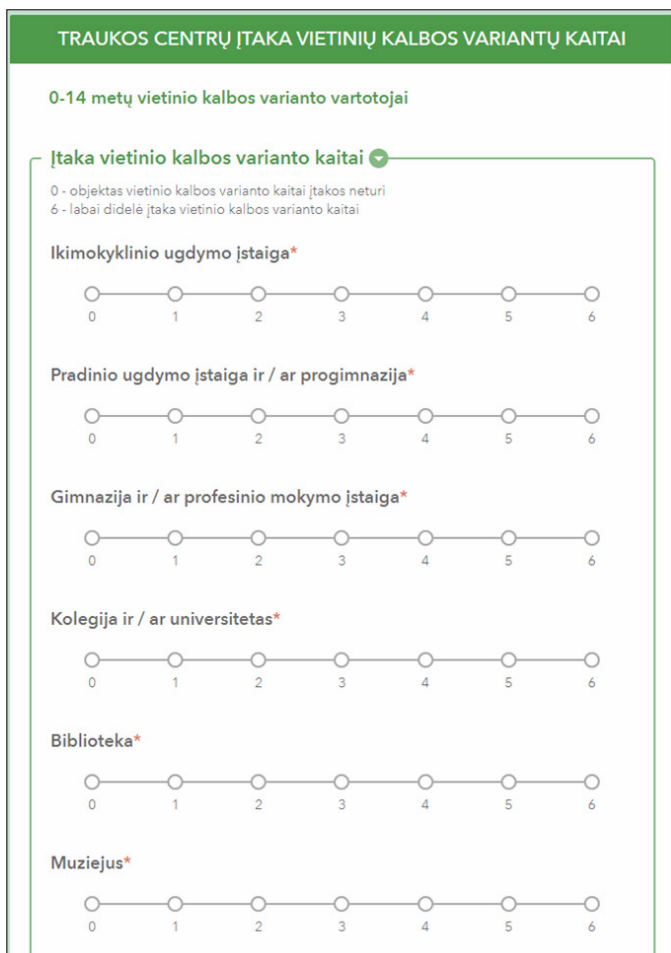 TRAUKOS CENTRŲ ĮTAKA VIETINIŲ KALBOS VARIANTŲ KAITAI
0-14 metų vietinio kalbos varianto vartotojai
Įtaka vietinio kalbos varianto kaitai
0 - objektas vietinio kalbos varianto kaitai įtakos neturi
6 - labai didelė įtaka vietinio kalbos varianto kaitai
Ikimokyklinio ugdymo įstaiga*
0 1 2 3 4 5 6
Pradinio ugdymo įstaiga ir / ar progimnazija*
0 1 2 3 4 5 6
Gimnazija ir / ar profesinio mokymo įstaiga*
0 1 2 3 4 5 6
Kolegija ir / ar universitetas*
0 1 2 3 4 5 6
Biblioteka*
0 1 2 3 4 5 6
Muziejus*
0 1 2 3 4 5 6